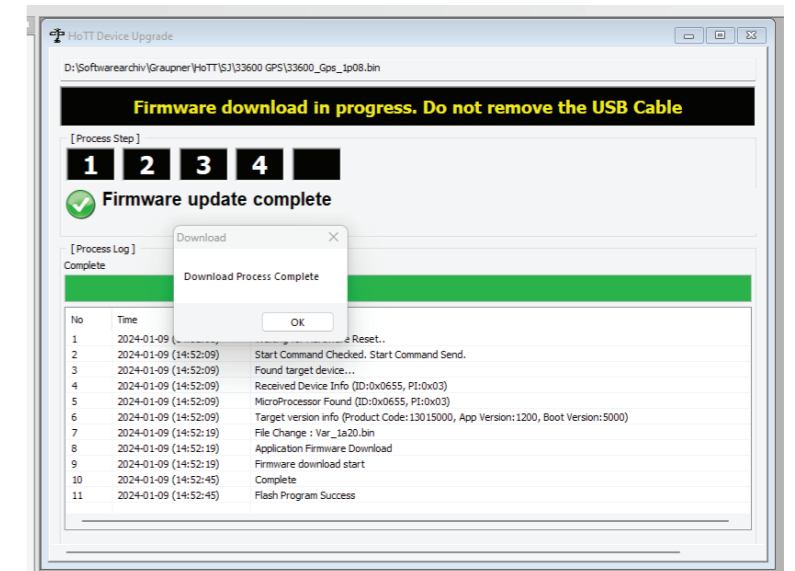 HoTT Device Upgrade
D:\Softwarearchiv\Graupner\HoTT\SJ\33600 GPS\33600_Gps_1p08.bin
Firmware download in progress. Do not remove the USB Cable
[ Process Step ]
1 2 3 4
Firmware update complete
Download
[ Process Log ]
Complete
Download Process Complete
OK
No Time
1 2024-01-09 Reset..
2 2024-01-09 (14:52:09) Start Command Checked. Start Command Send.
3 2024-01-09 (14:52:09) Found target device...
4 2024-01-09 (14:52:09) Received Device Info (ID:0x0655, PI:0x03)
5 2024-01-09 (14:52:09) MicroProcessor Found (ID:0x0655, PI:0x03)
6 2024-01-09 (14:52:09) Target version info (Product Code:13015000, App Version:1200, Boot Version:5000)
7 2024-01-09 (14:52:19) File Change : Var_1a20.bin
8 2024-01-09 (14:52:19) Application Firmware Download
9 2024-01-09 (14:52:19) Firmware download start
10 2024-01-09 (14:52:45) Complete
11 2024-01-09 (14:52:45) Flash Program Success